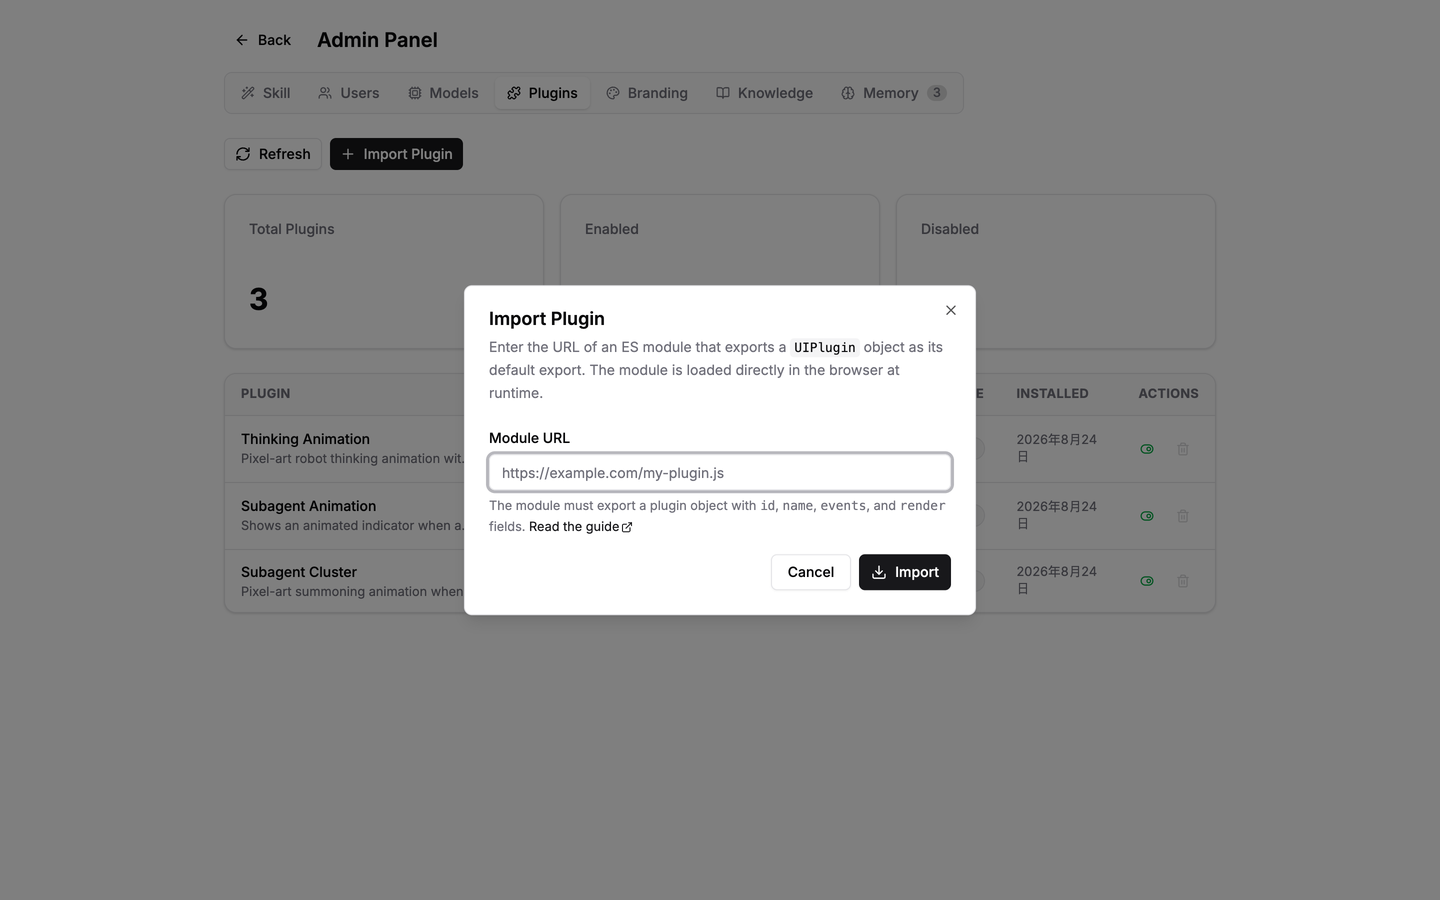 Back
Admin Panel
Skill
Users
Models
Plugins
Branding
Knowledge
Memory 3
Refresh
Import Plugin
Total Plugins
3
Enabled
Disabled
Import Plugin
Enter the URL of an ES module that exports a UIPlugin object as its
default export. The module is loaded directly in the browser at
runtime.
Module URL
https://example.com/my-plugin.js
The module must export a plugin object with id, name, events, and render
fields. Read the guide
Cancel
Import
PLUGIN
INSTALLED
ACTIONS
Thinking Animation
Pixel-art robot thinking animation wit..
2026年8月24
日
Subagent Animation
Shows an animated indicator when a..
2026年8月24
日
Subagent Cluster
Pixel-art summoning animation when
2026年8月24
日